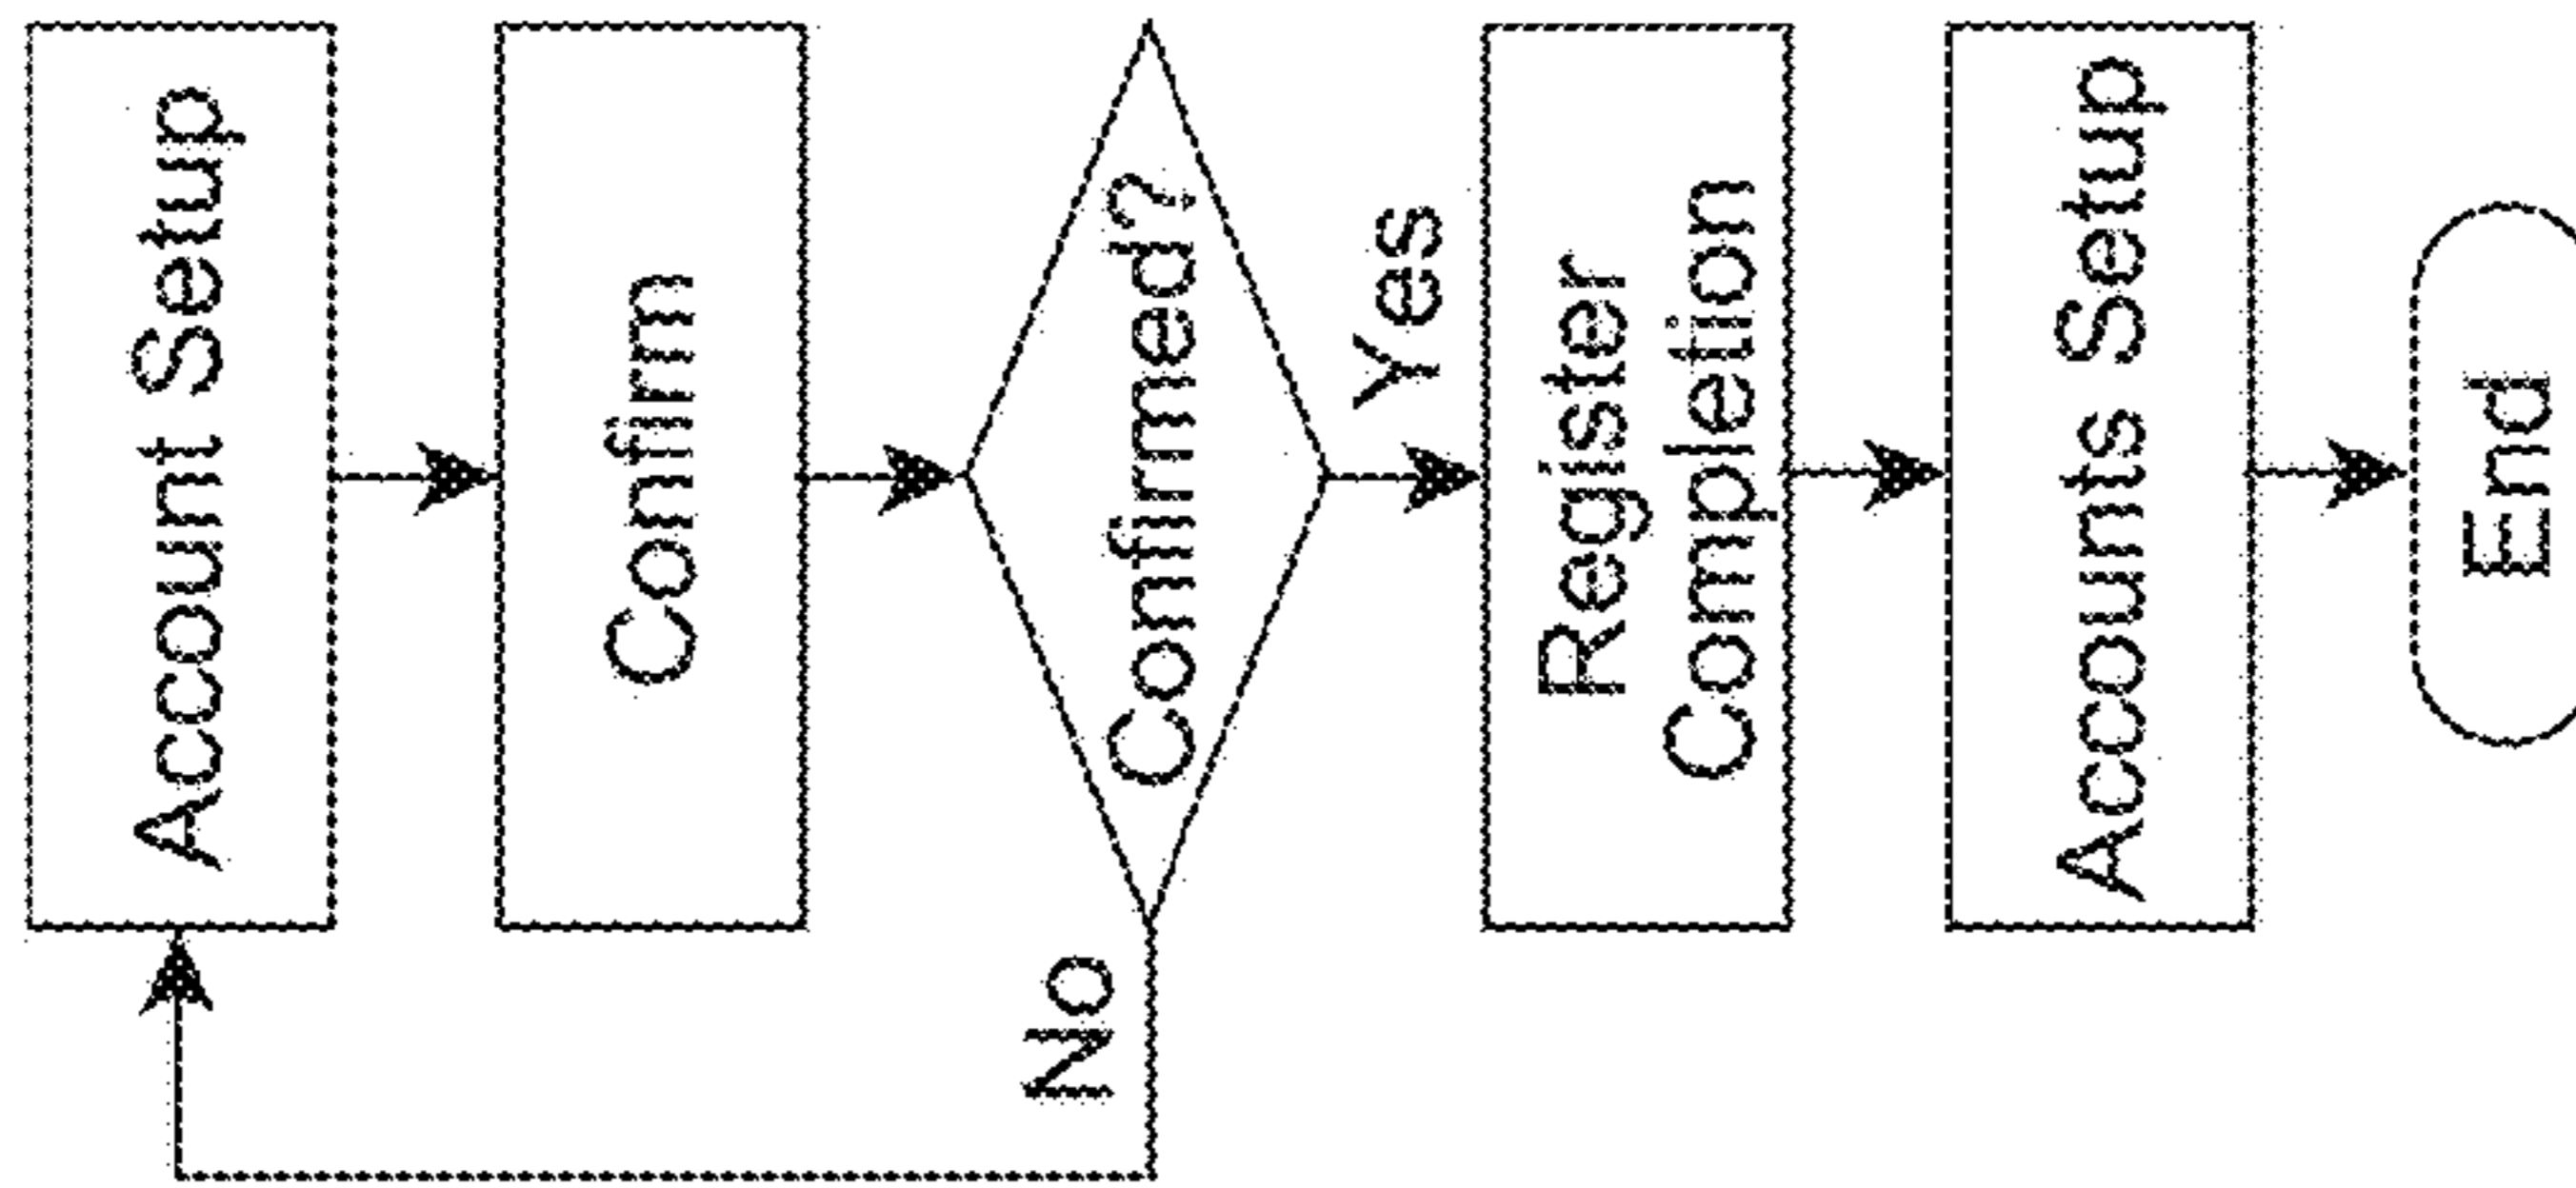 Account Setup
Confirm
Confirmed?
No
Yes
Register
Completion
Accounts Setup
End